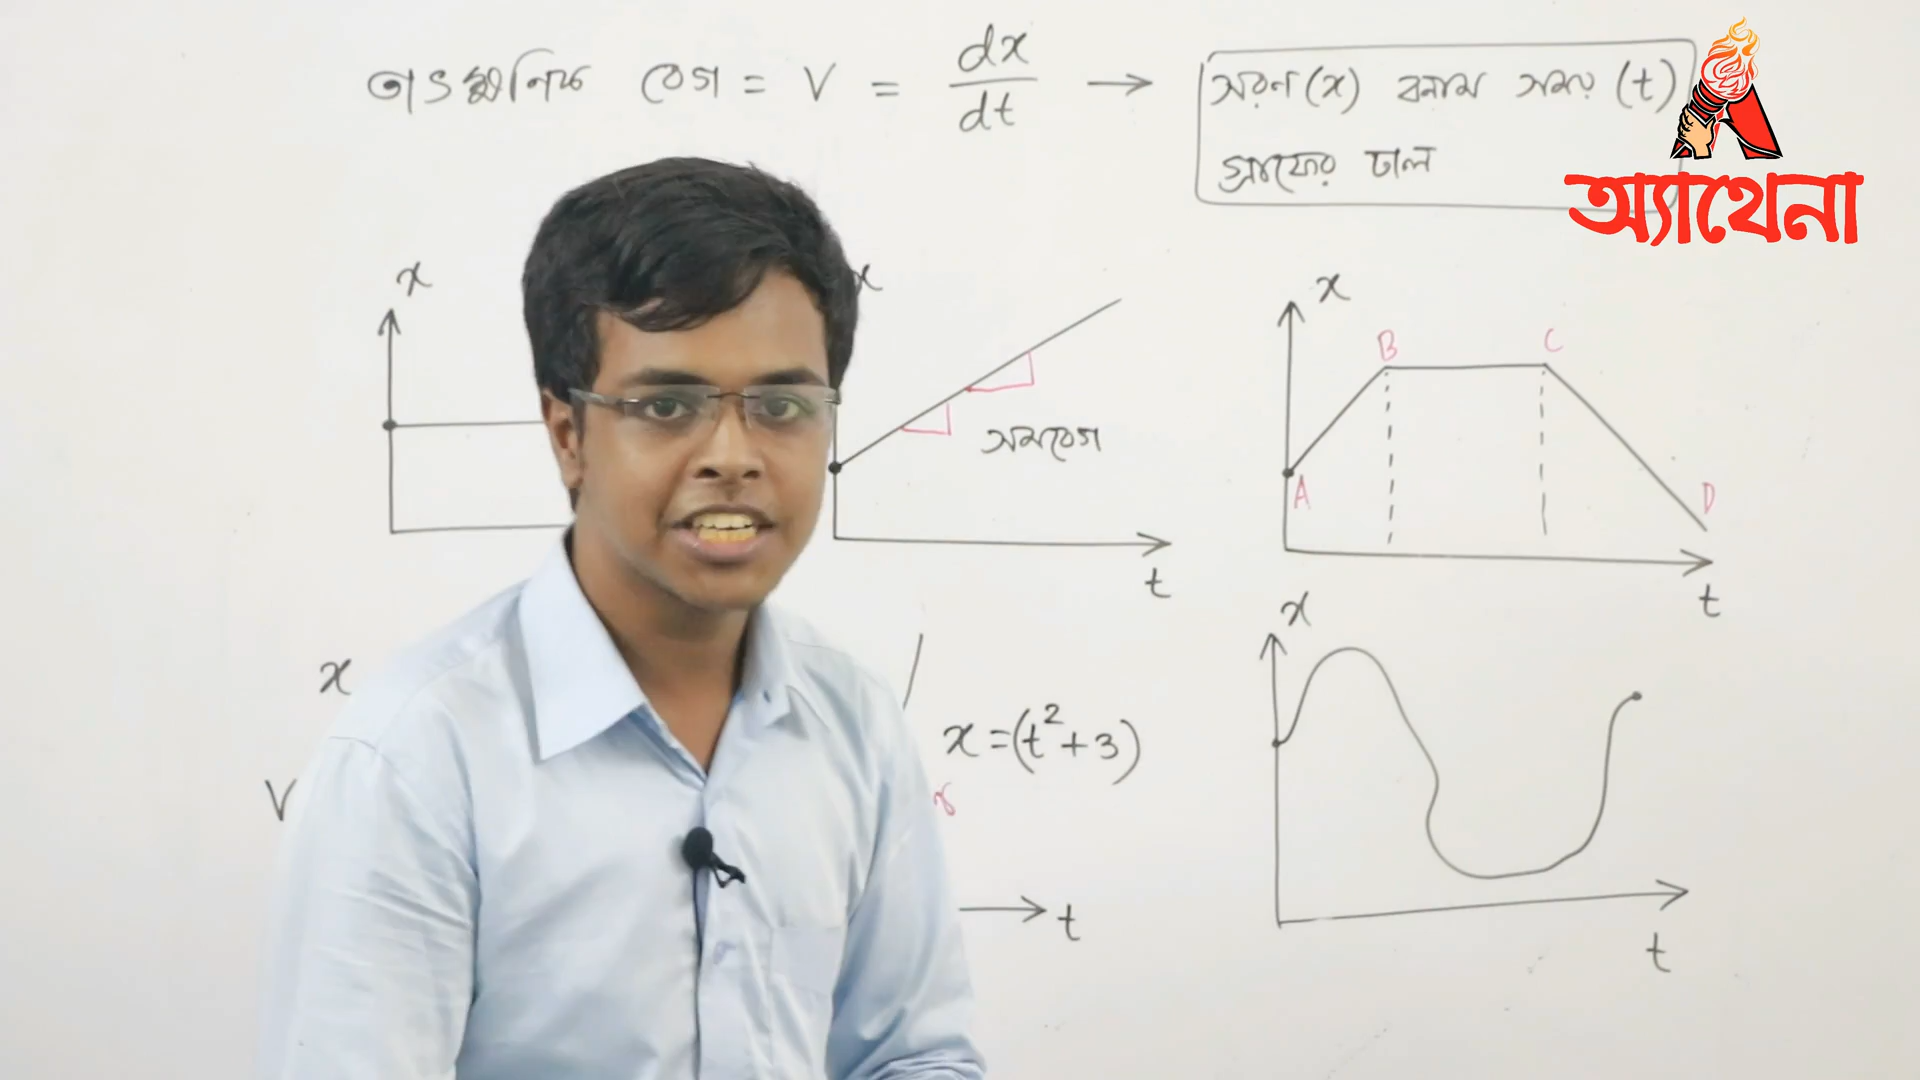 তাৎক্ষণিক বেগ = V = dx/dt → সরণ(x) বনাম সময় (t)
গ্রাফের ঢাল
অ্যাথেনা
x
x
সমবেগ
t
x
B
C
A
D
t
x
V
x = (t²+3)
t
x
t